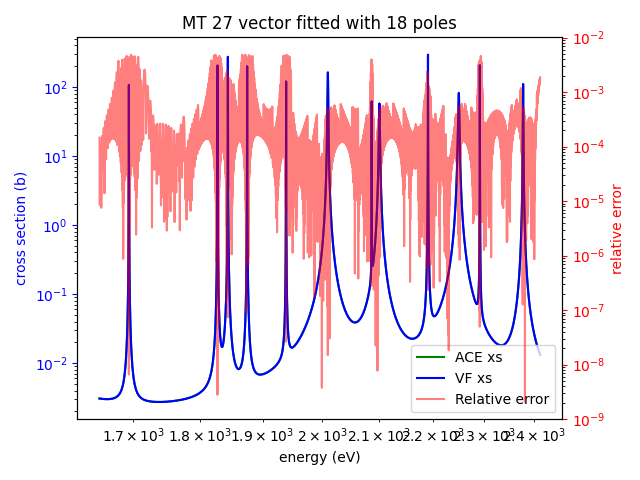 MT 27 vector fitted with 18 poles
10² 10¹ 10⁰ 10⁻¹ 10⁻²
cross section (b)
10⁻² 10⁻³ 10⁻⁴ 10⁻⁵ 10⁻⁶ 10⁻⁷ 10⁻⁸ 10⁻⁹
relative error
ACE xs
VF xs
Relative error
1.7 × 10³ 1.8 × 10³ 1.9 × 10³ 2 × 10³ 2.1 × 10³ 2.2 × 10³ 2.3 × 10³ 2.4 × 10³
energy (eV)